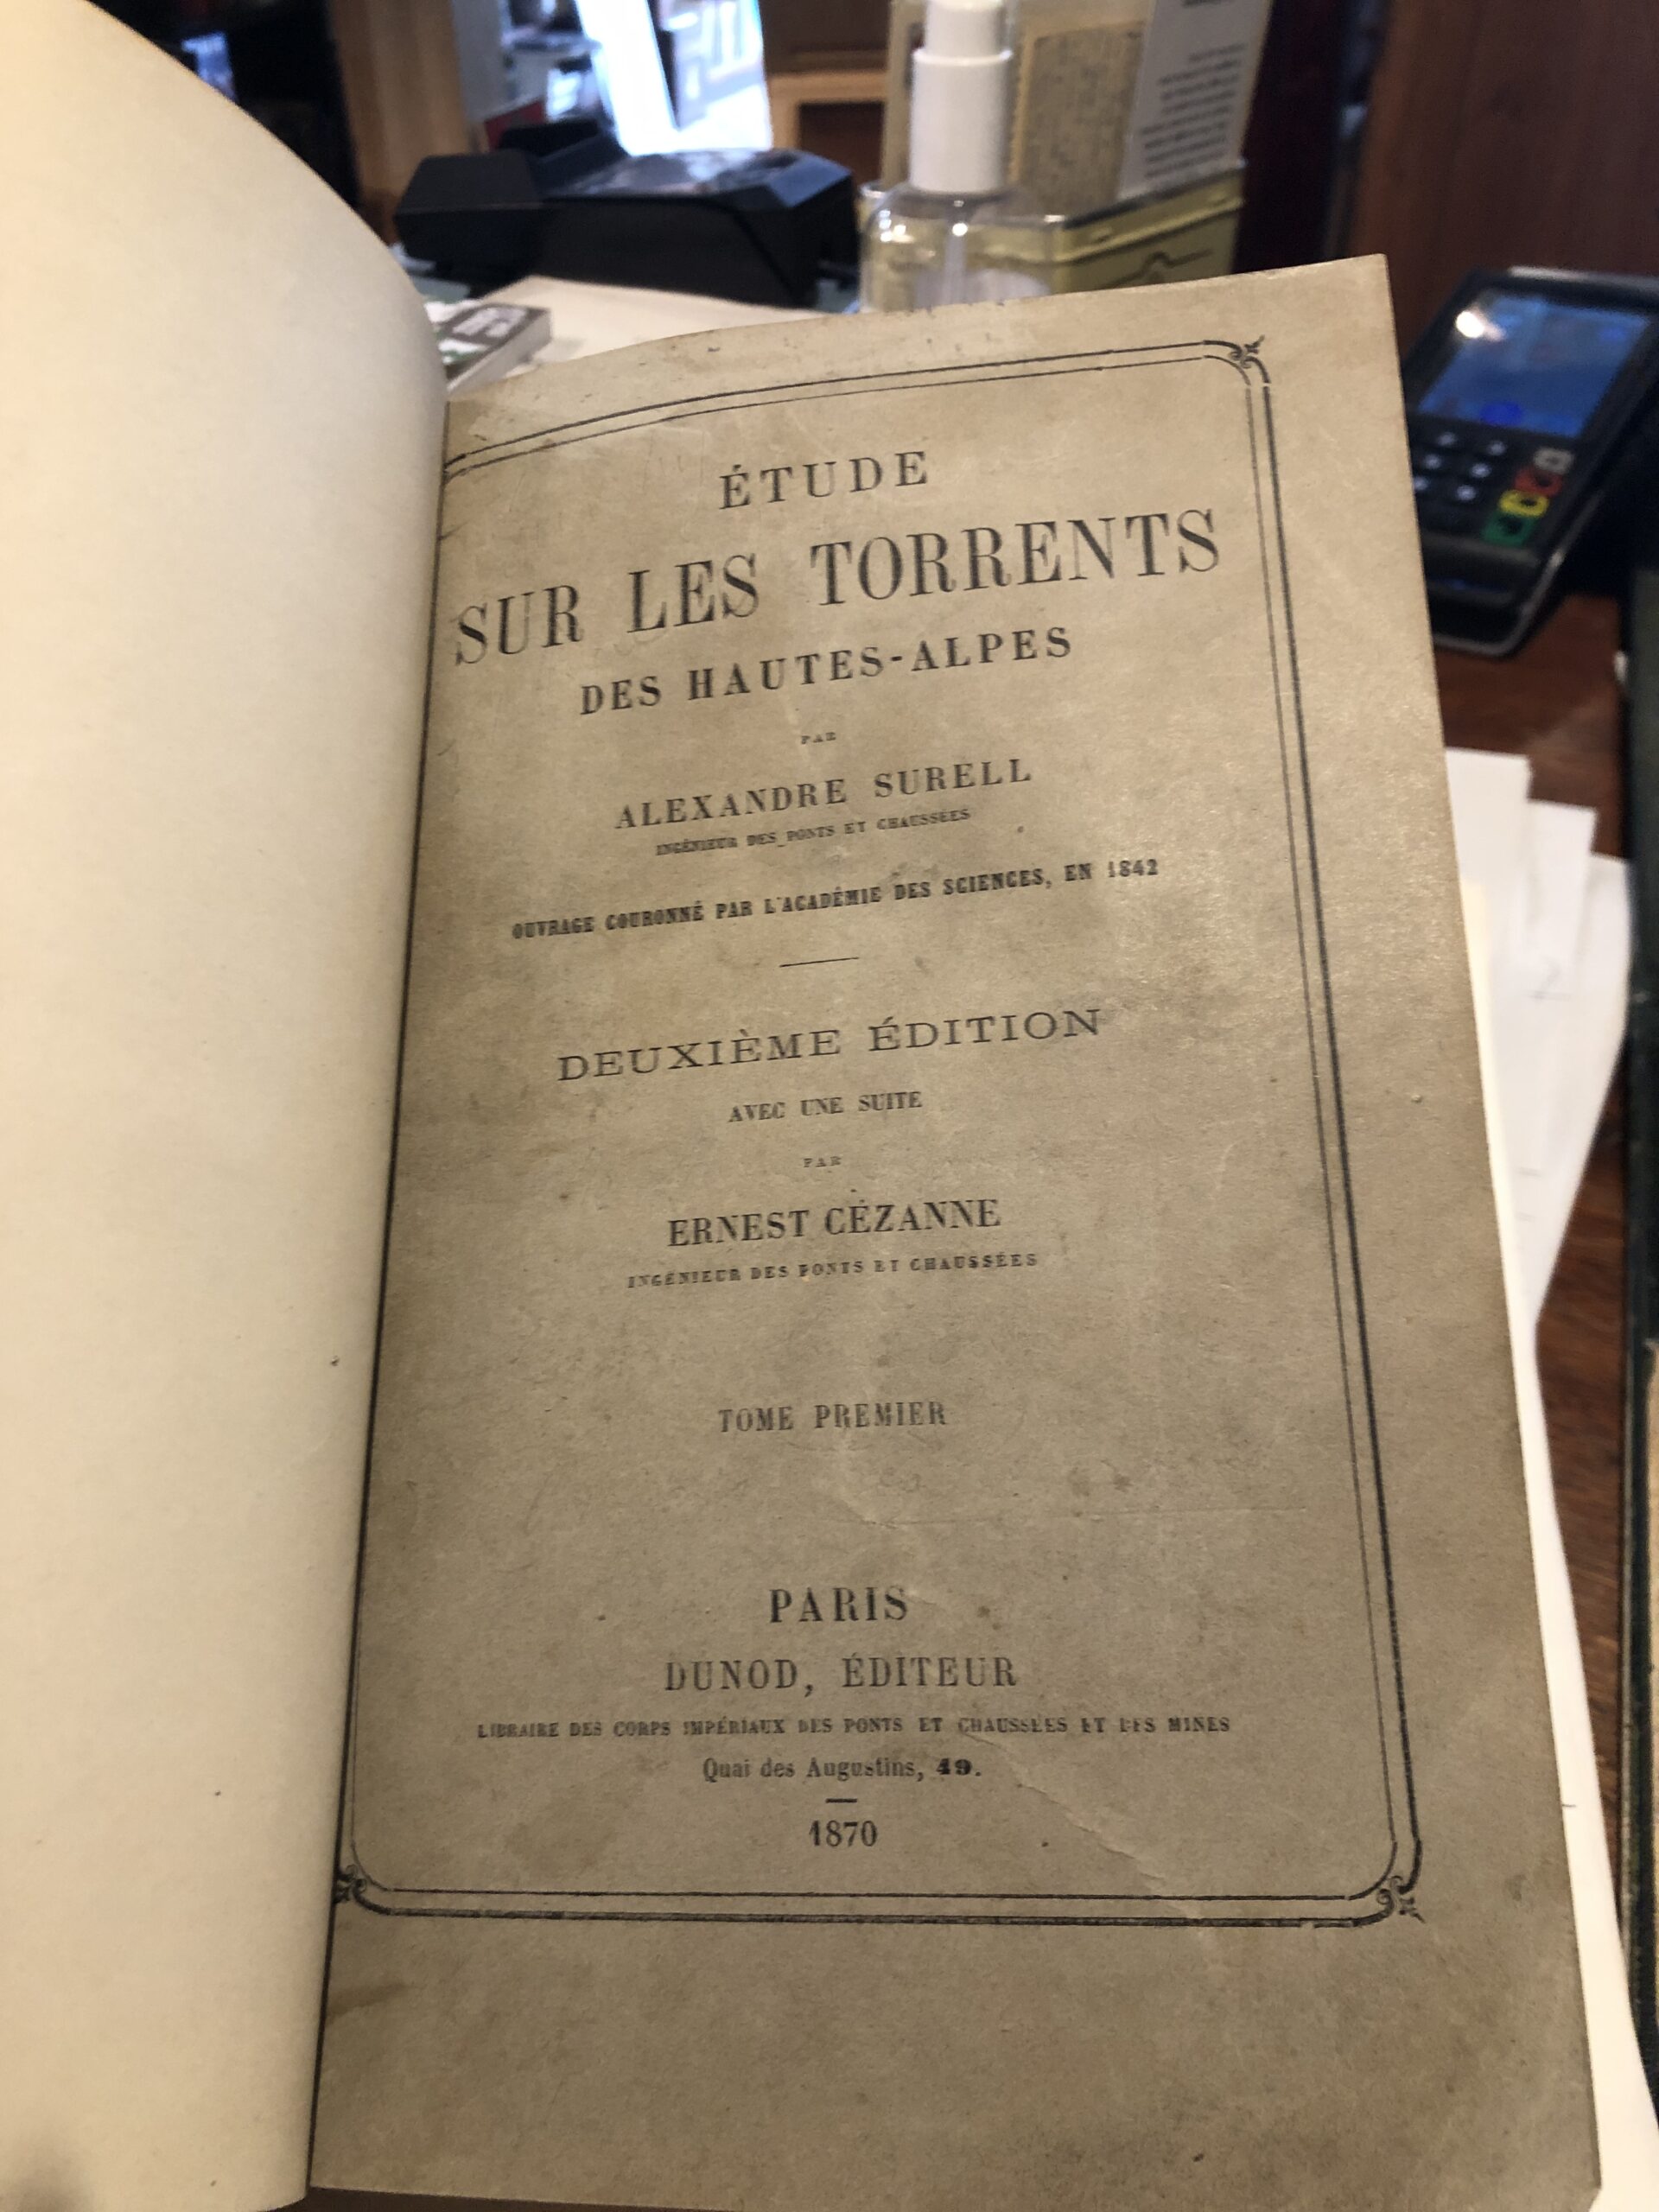 ÉTUDE
SUR LES TORRENTS
DES HAUTES-ALPES
PAR
ALEXANDRE SURELL
INGÉNIEUR DES PONTS ET CHAUSSÉES
OUVRAGE COURONNÉ PAR L'ACADÉMIE DES SCIENCES, EN 1842
DEUXIÈME ÉDITION
AVEC UNE SUITE
PAR
ERNEST CÉZANNE
INGÉNIEUR DES PONTS ET CHAUSSÉES
TOME PREMIER
PARIS
DUNOD, ÉDITEUR
LIBRAIRE DES CORPS IMPÉRIAUX DES PONTS ET CHAUSSÉES ET DES MINES
Quai des Augustins, 49.
1870